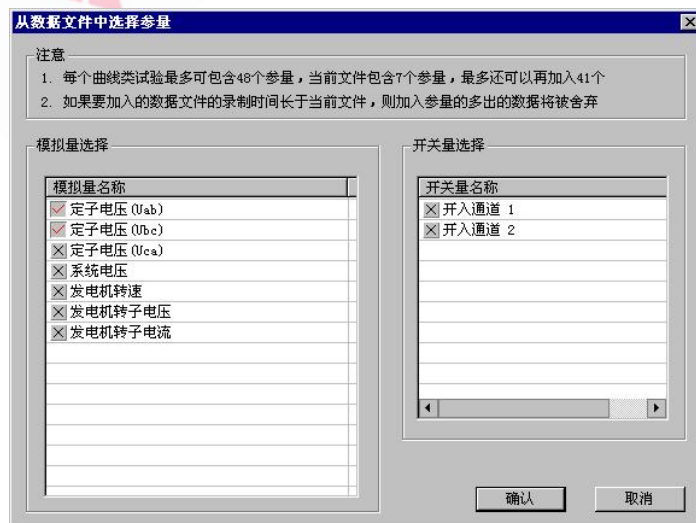 从数据文件中选择参量
注意
1. 每个曲线类试验最多可包含48个参量，当前文件包含7个参量，最多还可以再加入41个
2. 如果要加入的数据文件的录制时间长于当前文件，则加入参量的多出的数据将被舍弃
模拟量选择
模拟量名称
定子电压(Uab)
定子电压(Ubc)
定子电压(Uca)
系统电压
发电机转速
发电机转子电压
发电机转子电流
开关量选择
开关量名称
开入通道 1
开入通道 2
确认
取消